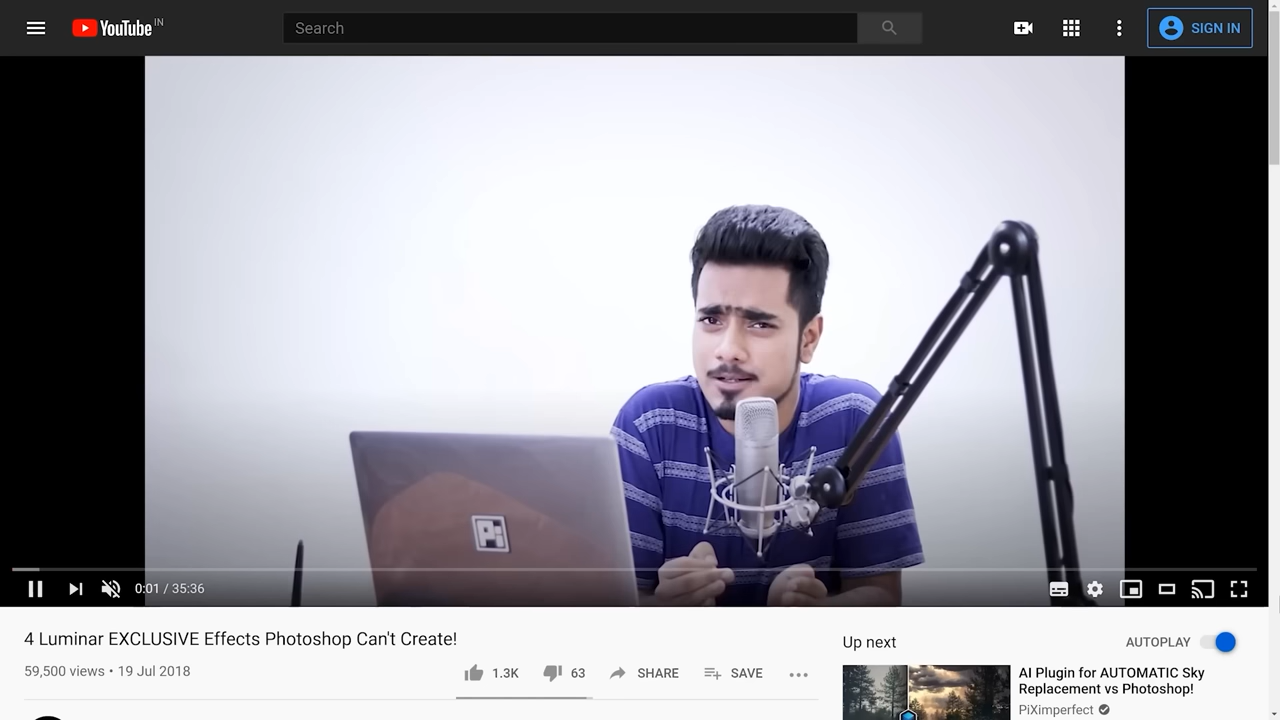 YouTube IN
Search
SIGN IN
Pi
0:01 / 35:36
4 Luminar EXCLUSIVE Effects Photoshop Can't Create!
59,500 views • 19 Jul 2018
1.3K
63
SHARE
SAVE
Up next
AUTOPLAY
AI Plugin for AUTOMATIC Sky
Replacement vs Photoshop!
PiXimperfect